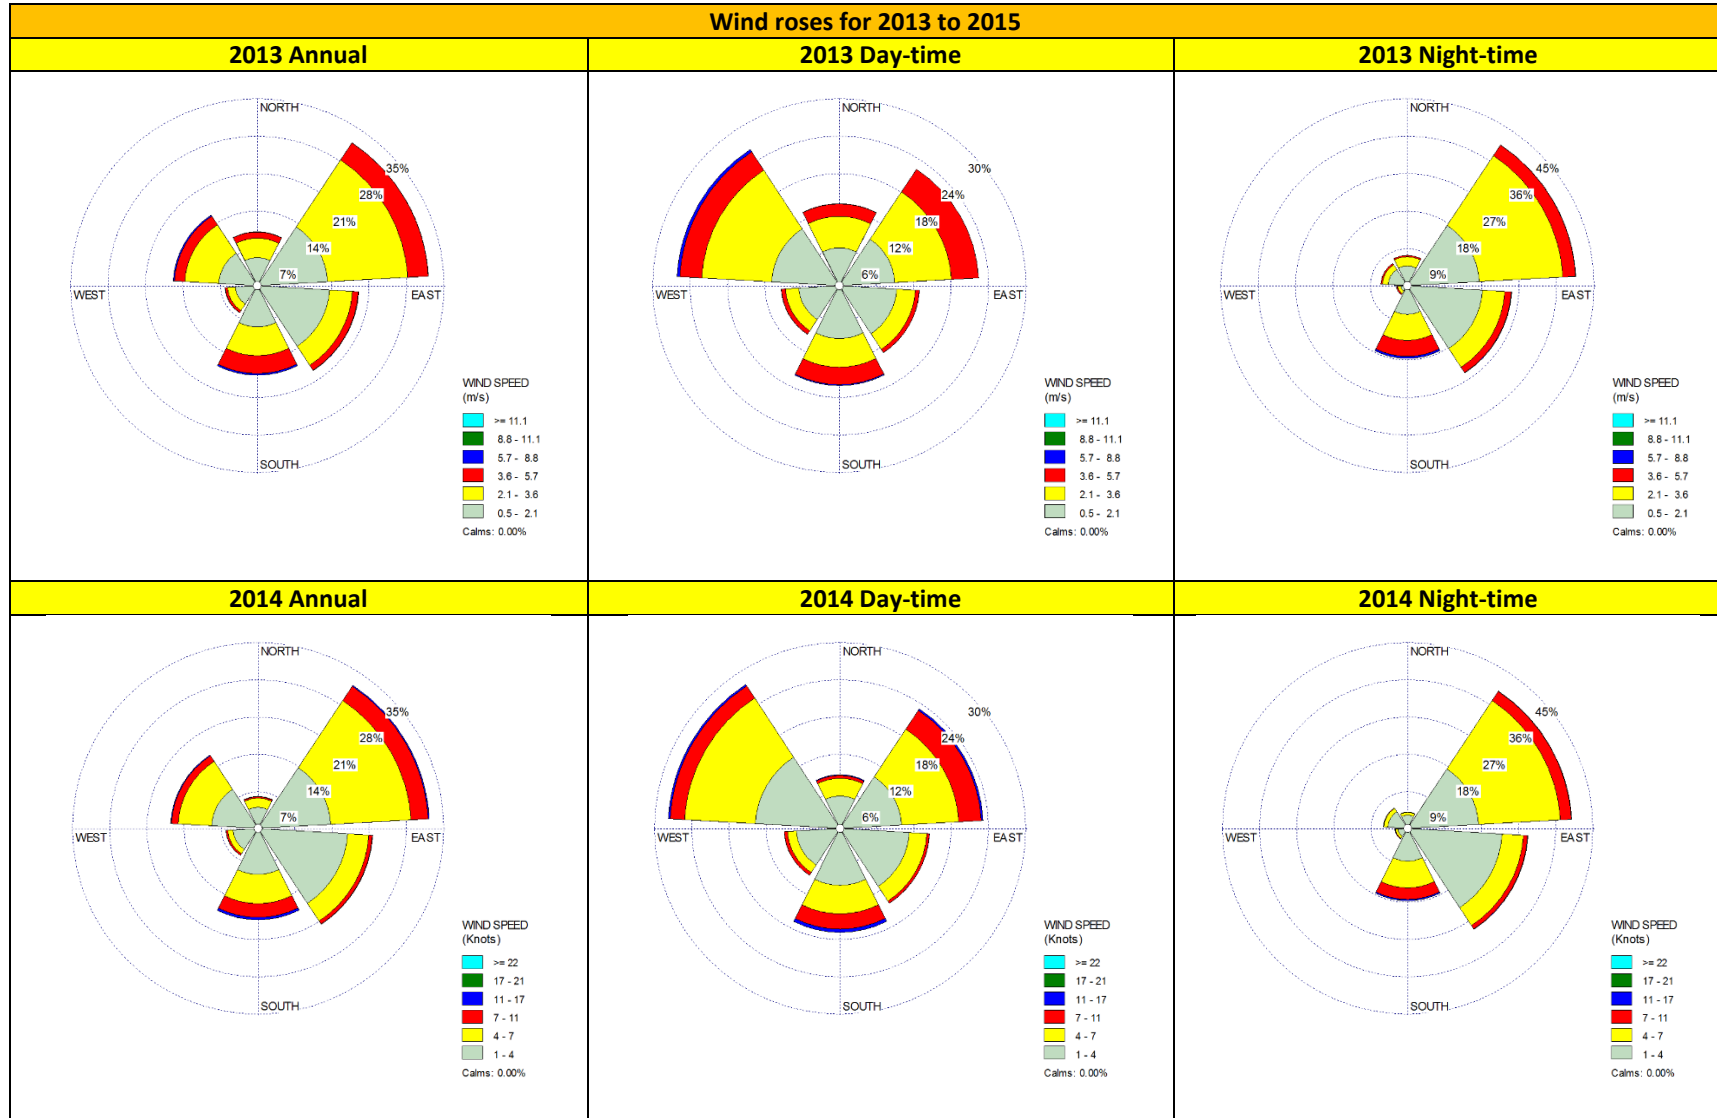 Wind roses for 2013 to 2015
2013 Annual
2013 Day-time
2013 Night-time
NORTH
35%
28%
21%
14%
7%
WEST
EAST
SOUTH
WIND SPEED
(m/s)
>= 11.1
8.8 - 11.1
5.7 - 8.8
3.6 - 5.7
2.1 - 3.6
0.5 - 2.1
Calms: 0.00%
NORTH
30%
24%
18%
12%
6%
WEST
EAST
SOUTH
WIND SPEED
(m/s)
>= 11.1
8.8 - 11.1
5.7 - 8.8
3.6 - 5.7
2.1 - 3.6
0.5 - 2.1
Calms: 0.00%
NORTH
45%
36%
27%
18%
9%
WEST
EAST
SOUTH
WIND SPEED
(m/s)
>= 11.1
8.8 - 11.1
5.7 - 8.8
3.6 - 5.7
2.1 - 3.6
0.5 - 2.1
Calms: 0.00%
2014 Annual
2014 Day-time
2014 Night-time
NORTH
35%
28%
21%
14%
7%
WEST
EAST
SOUTH
WIND SPEED
(Knots)
>= 22
17 - 21
11 - 17
7 - 11
4 - 7
1 - 4
Calms: 0.00%
NORTH
30%
24%
18%
12%
6%
WEST
EAST
SOUTH
WIND SPEED
(Knots)
>= 22
17 - 21
11 - 17
7 - 11
4 - 7
1 - 4
Calms: 0.00%
NORTH
45%
36%
27%
18%
9%
WEST
EAST
SOUTH
WIND SPEED
(Knots)
>= 22
17 - 21
11 - 17
7 - 11
4 - 7
1 - 4
Calms: 0.00%